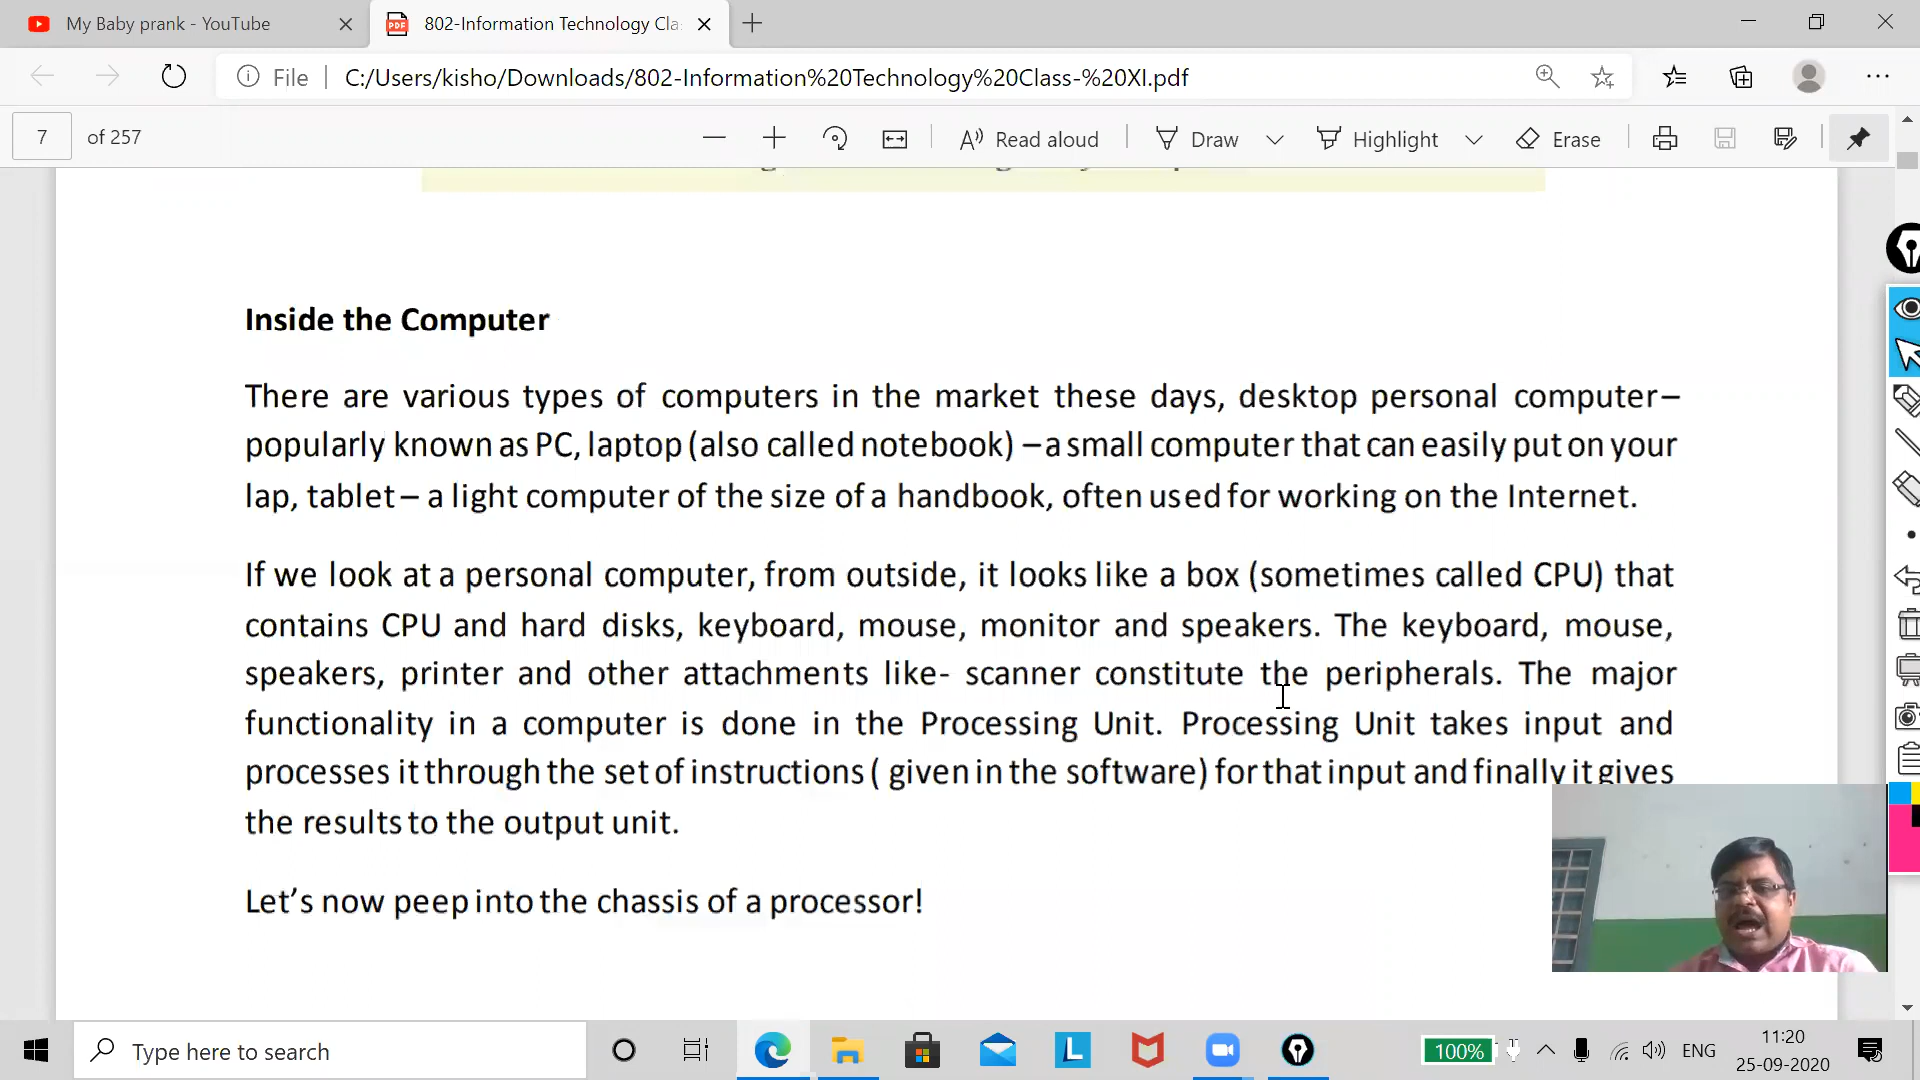 My Baby prank - YouTube
802-Information Technology Cla
File
C:/Users/kisho/Downloads/802-Information%20Technology%20Class-%20XI.pdf
7 of 257
Read aloud
Draw
Highlight
Erase
Inside the Computer
There are various types of computers in the market these days, desktop personal computer–
popularly known as PC, laptop (also called notebook) – a small computer that can easily put on your
lap, tablet – a light computer of the size of a handbook, often used for working on the Internet.
If we look at a personal computer, from outside, it looks like a box (sometimes called CPU) that
contains CPU and hard disks, keyboard, mouse, monitor and speakers. The keyboard, mouse,
speakers, printer and other attachments like- scanner constitute the peripherals. The major
functionality in a computer is done in the Processing Unit. Processing Unit takes input and
processes it through the set of instructions ( given in the software) for that input and finally it gives
the results to the output unit.
Let's now peep into the chassis of a processor!
Type here to search
100%
ENG
11:20
25-09-2020